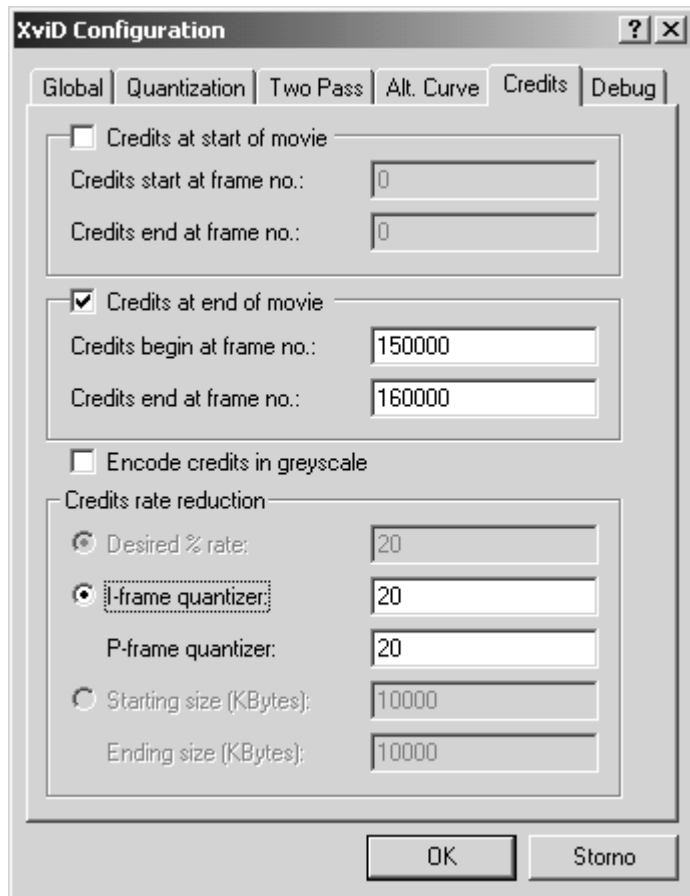 XviD Configuration
Global Quantization Two Pass Alt. Curve Credits Debug
Credits at start of movie
Credits start at frame no.: 0
Credits end at frame no.: 0
Credits at end of movie
Credits begin at frame no.: 150000
Credits end at frame no.: 160000
Encode credits in greyscale
Credits rate reduction
Desired % rate: 20
I-frame quantizer: 20
P-frame quantizer: 20
Starting size (KBytes): 10000
Ending size (KBytes): 10000
OK Storno